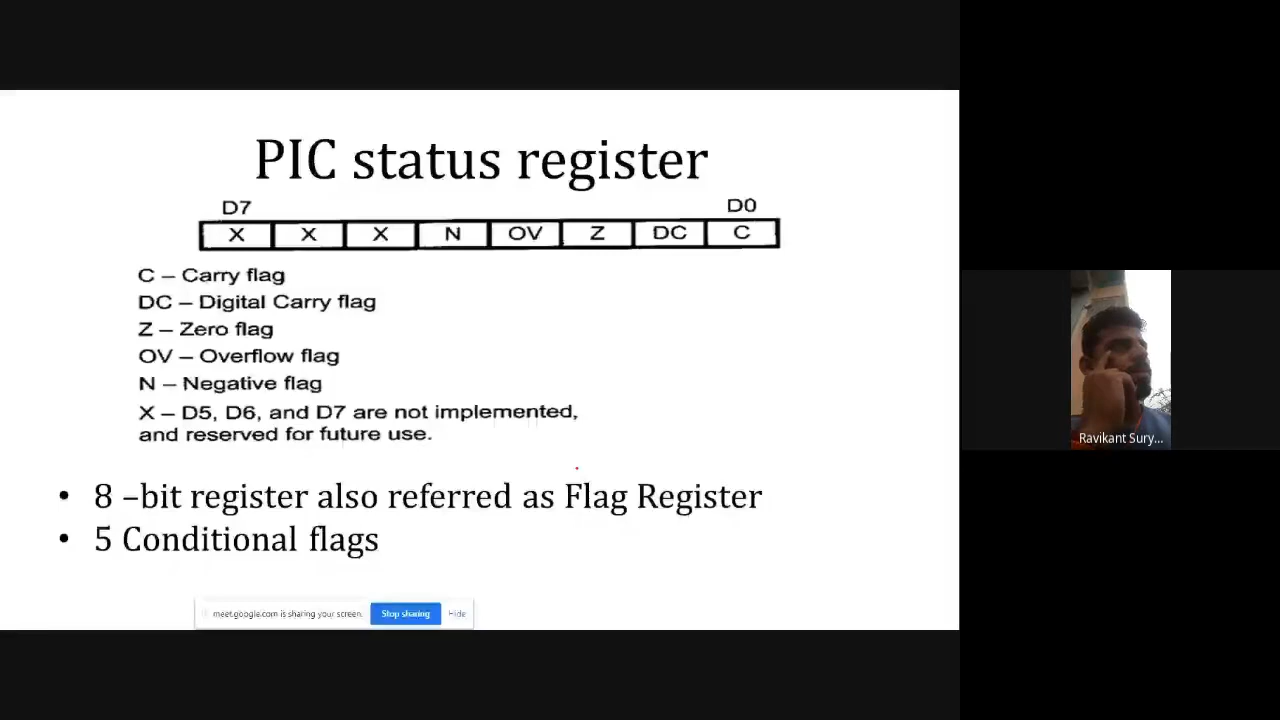 PIC status register
D7 D0
X X X N OV Z DC C
C – Carry flag
DC – Digital Carry flag
Z – Zero flag
OV – Overflow flag
N – Negative flag
X – D5, D6, and D7 are not implemented,
and reserved for future use.
• 8 –bit register also referred as Flag Register
• 5 Conditional flags
meet.google.com is sharing your screen. Stop sharing Hide
Ravikant Sury...